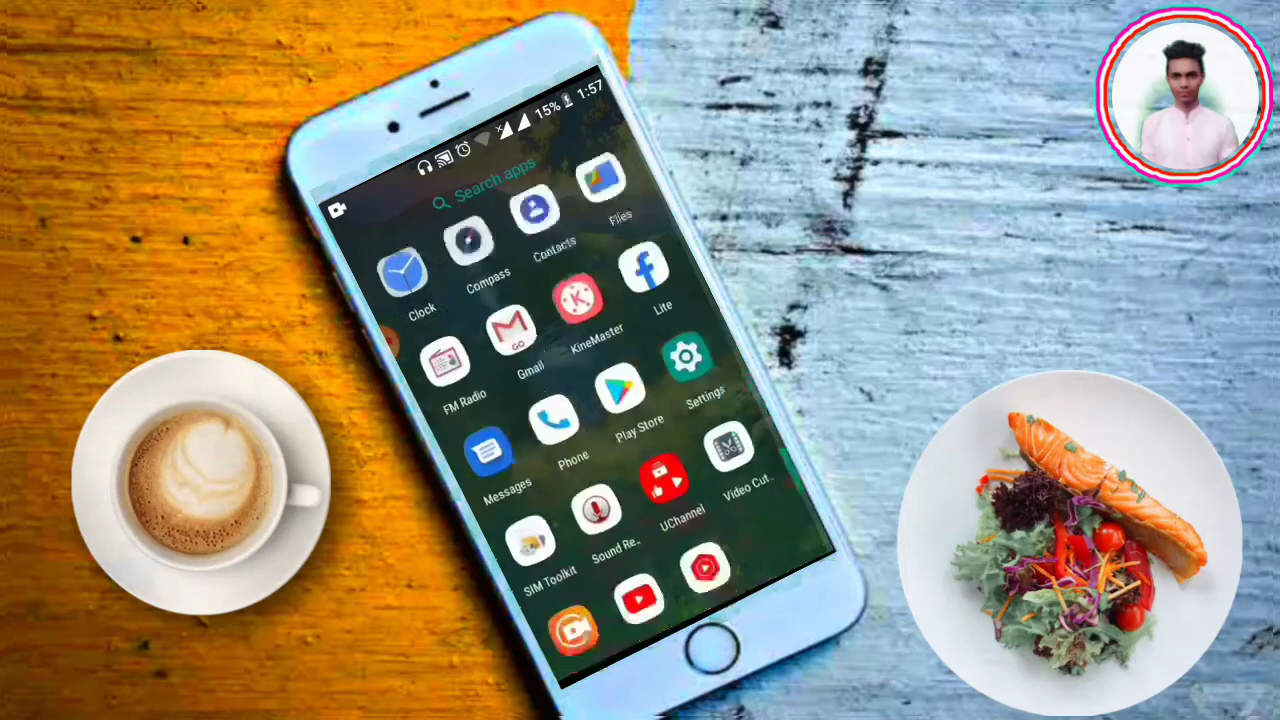 15% 1:57
Search apps
Clock
Compass
Contacts
Files
FM Radio
Gmail
KineMaster
Lite
Messages
Phone
Play Store
Settings
SIM Toolkit
Sound Re..
UChannel
Video Cut..
GO